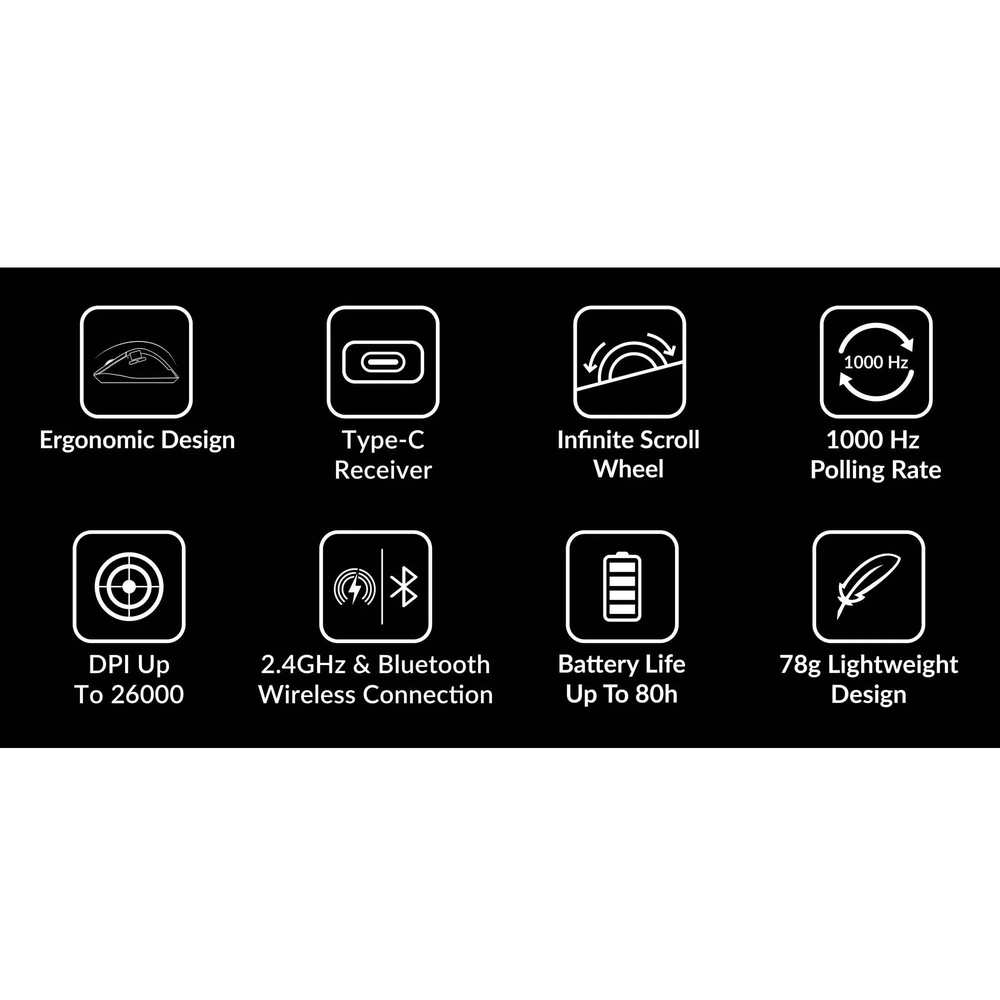 1000 Hz
Ergonomic Design
Type-C
Receiver
Infinite Scroll
Wheel
1000 Hz
Polling Rate
DPI Up
To 26000
2.4GHz & Bluetooth
Wireless Connection
Battery Life
Up To 80h
78g Lightweight
Design